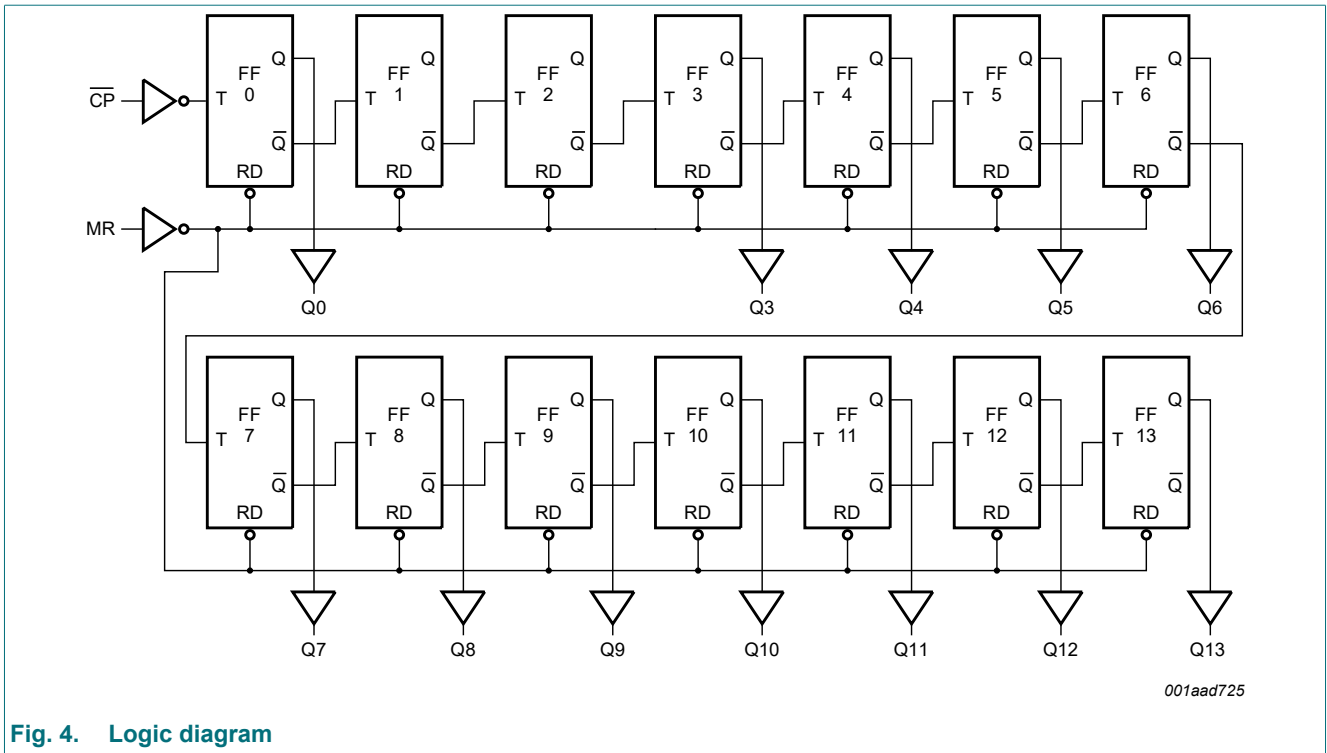 Q Q Q Q Q Q Q
FF FF FF FF FF FF FF
CP̅ T 0 T 1 T 2 T 3 T 4 T 5 T 6
Q̅ Q̅ Q̅ Q̅ Q̅ Q̅ Q̅
RD RD RD RD RD RD RD
MR
Q0 Q3 Q4 Q5 Q6
Q Q Q Q Q Q Q
FF FF FF FF FF FF FF
T 7 T 8 T 9 T 10 T 11 T 12 T 13
Q̅ Q̅ Q̅ Q̅ Q̅ Q̅ Q̅
RD RD RD RD RD RD RD
Q7 Q8 Q9 Q10 Q11 Q12 Q13
001aad725
Fig. 4. Logic diagram